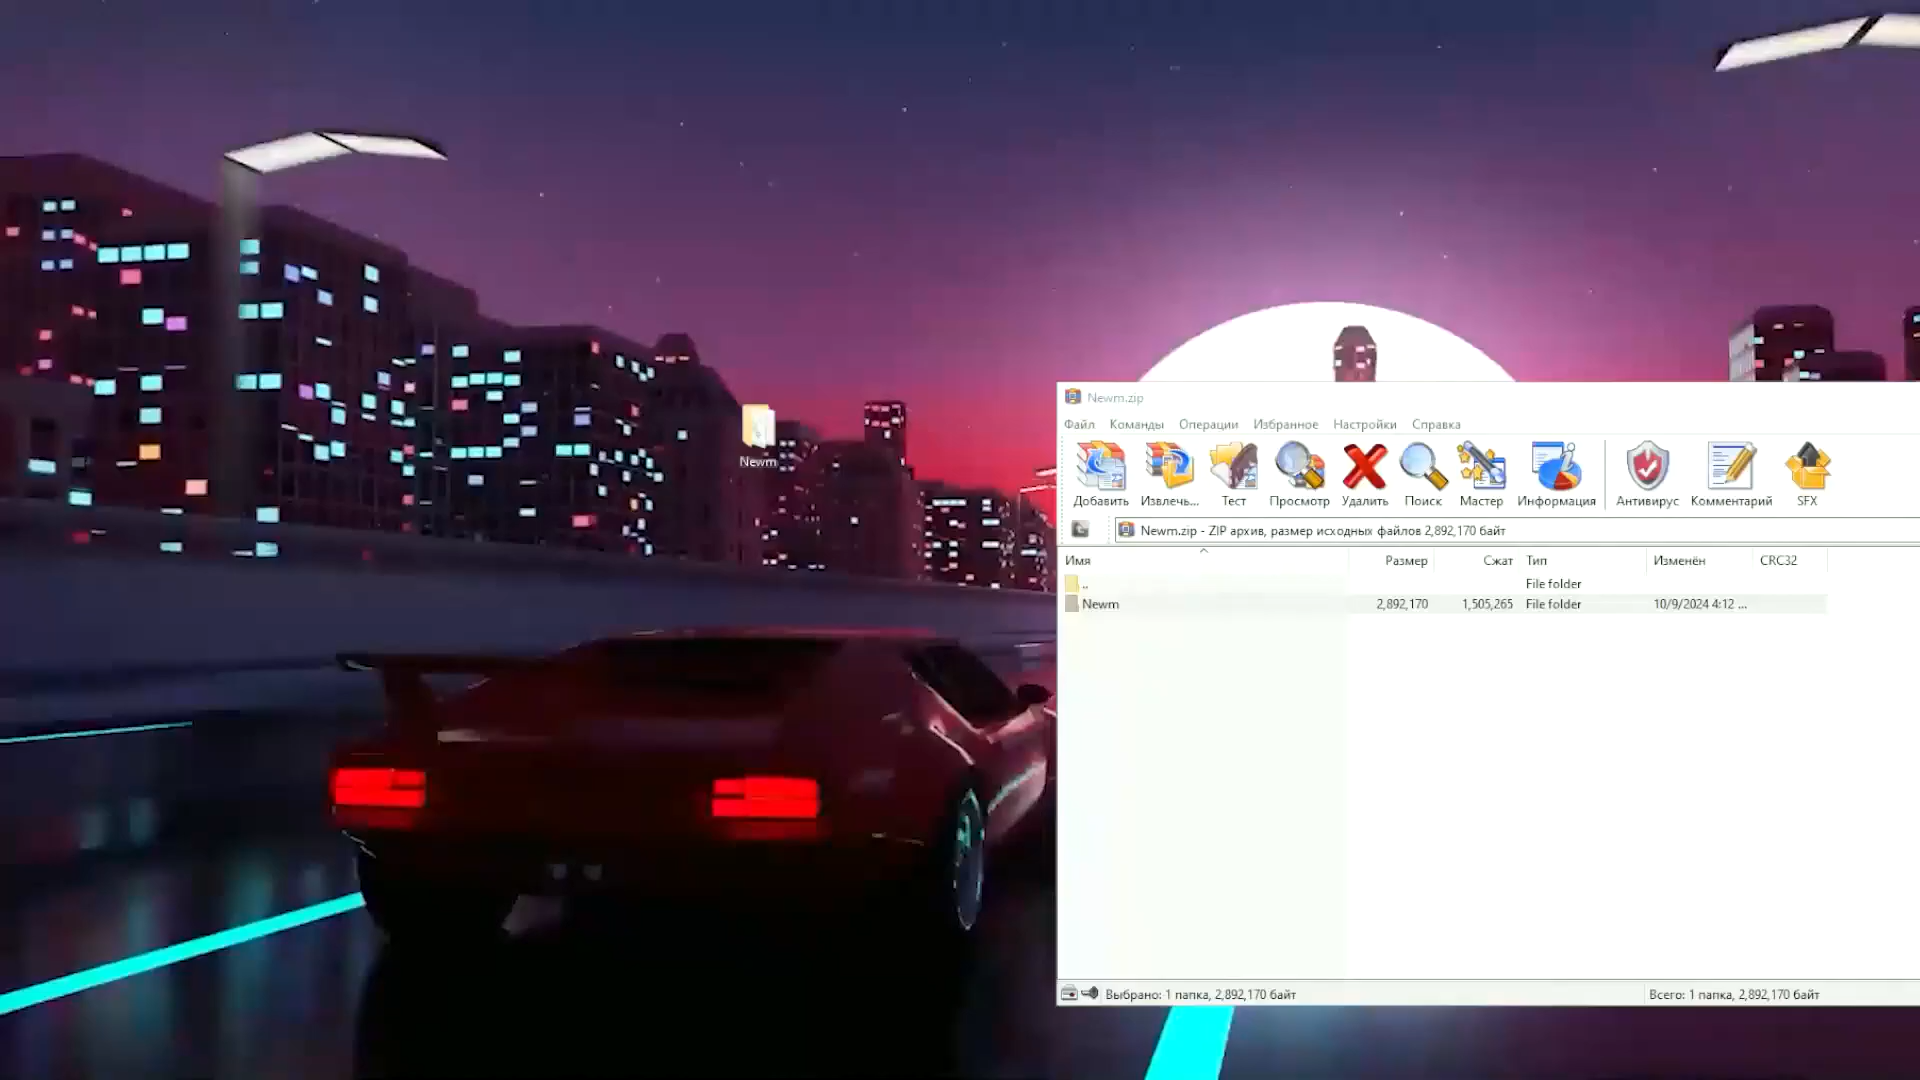 Newm
Newm.zip
Файл Команды Операции Избранное Настройки Справка
Добавить Извлечь... Тест Просмотр Удалить Поиск Мастер Информация Антивирус Комментарий SFX
Newm.zip - ZIP архив, размер исходных файлов 2,892,170 байт
Имя Размер Сжат Тип Изменён CRC32
.. File folder
Newm 2,892,170 1,505,265 File folder 10/9/2024 4:12 ...
Выбрано: 1 папка, 2,892,170 байт Всего: 1 папка, 2,892,170 байт